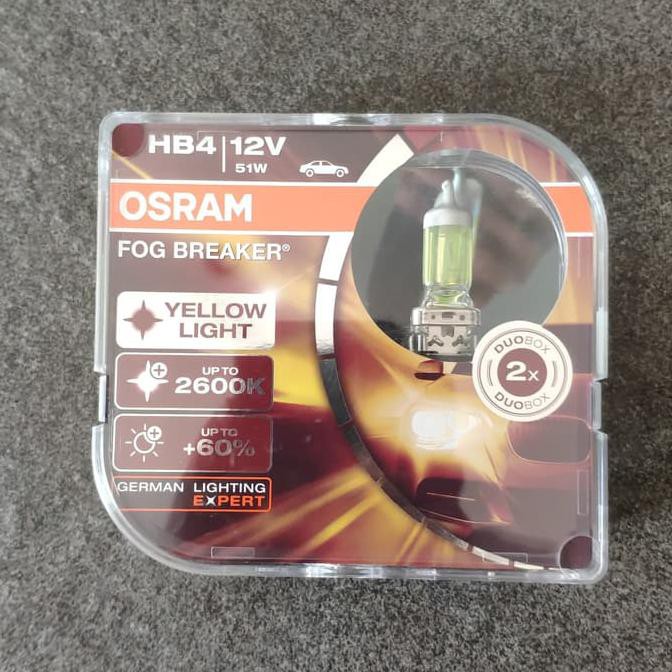 HB4 | 12V
51W
OSRAM
FOG BREAKER®
YELLOW
LIGHT
UP TO
2600K
UP TO
+60%
GERMAN LIGHTING
EXPERT
DUOBOX
2x
DUOBOX